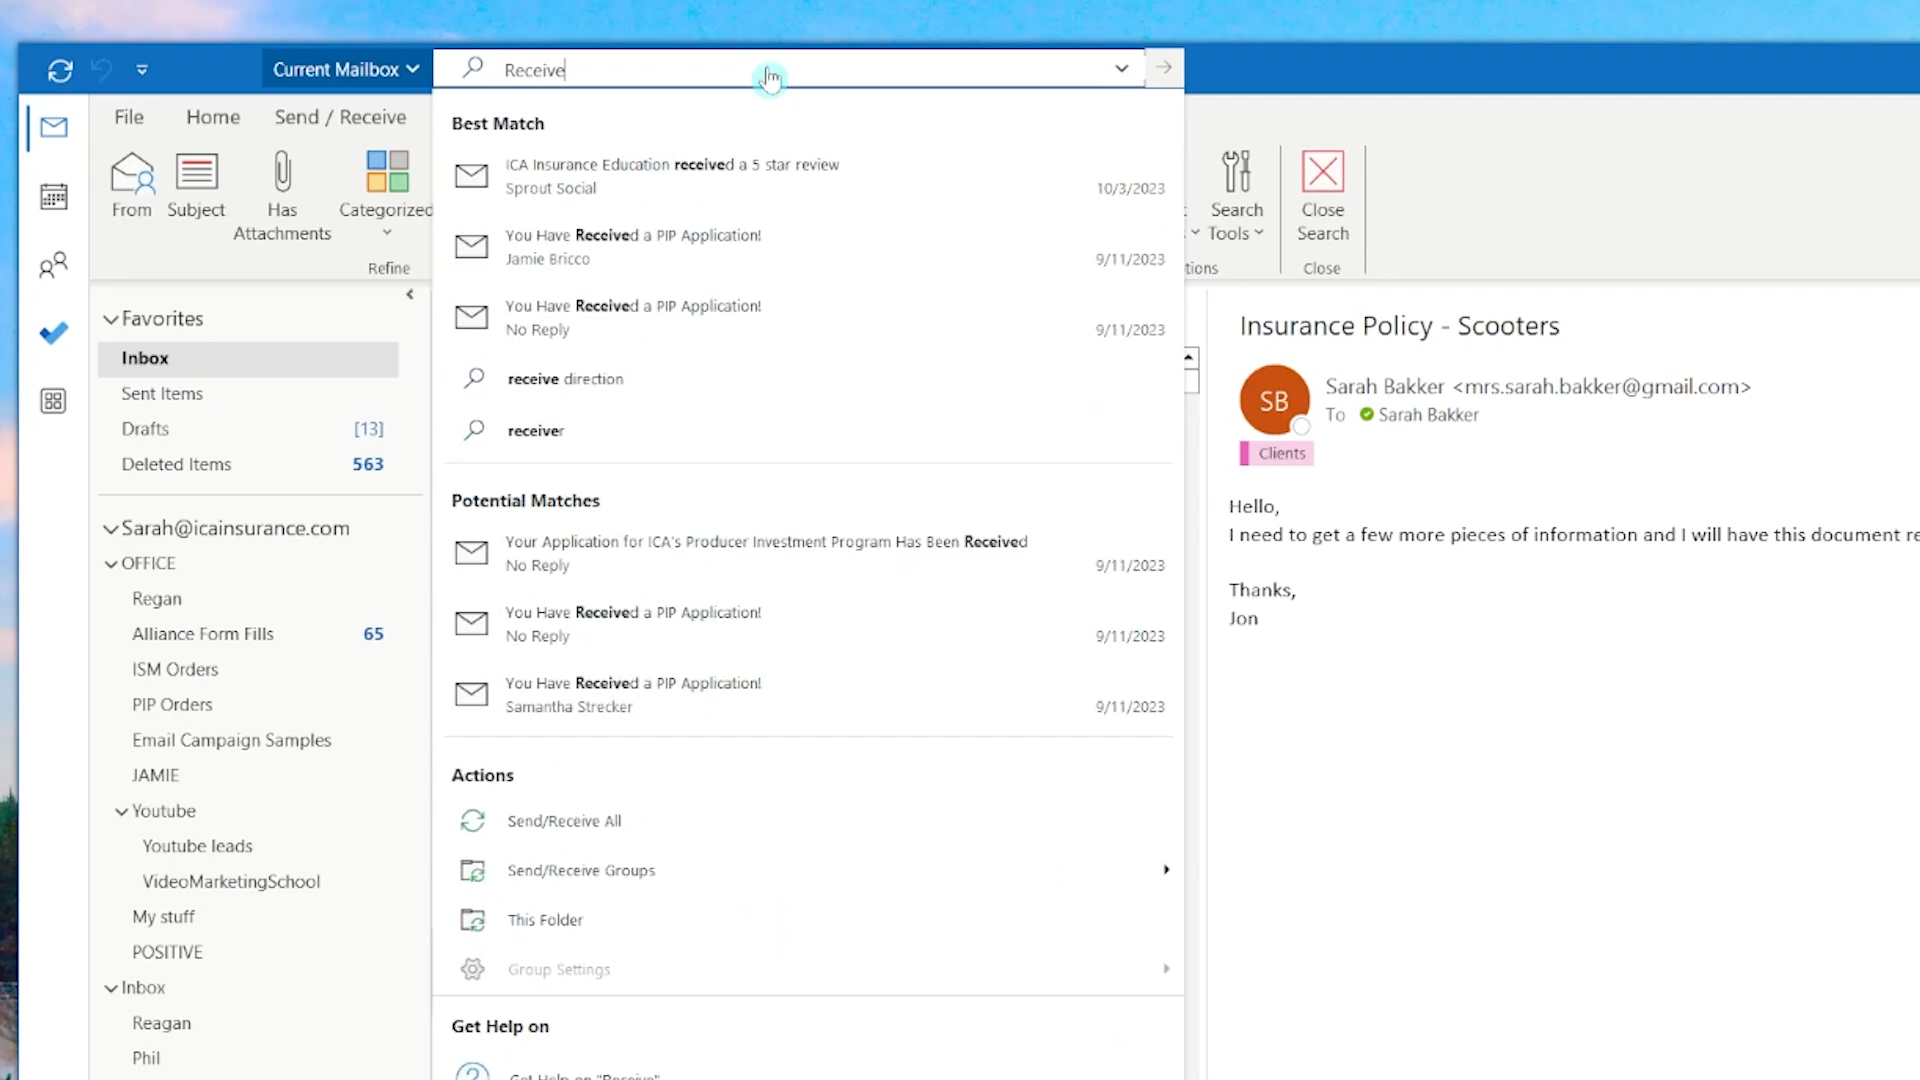 Current Mailbox
Receive
File Home Send / Receive
From
Subject
Has
Attachments
Categorized
Refine
Search
Tools
Close
Search
Close
Best Match
ICA Insurance Education received a 5 star review
Sprout Social 10/3/2023
You Have Received a PIP Application!
Jamie Bricco 9/11/2023
You Have Received a PIP Application!
No Reply 9/11/2023
receive direction
receiver
Potential Matches
Your Application for ICA's Producer Investment Program Has Been Received
No Reply 9/11/2023
You Have Received a PIP Application!
No Reply 9/11/2023
You Have Received a PIP Application!
Samantha Strecker 9/11/2023
Actions
Send/Receive All
Send/Receive Groups
This Folder
Group Settings
Get Help on
Get Help on "Receive"
Favorites
Inbox
Sent Items
Drafts [13]
Deleted Items 563
Sarah@icainsurance.com
OFFICE
Regan
Alliance Form Fills 65
ISM Orders
PIP Orders
Email Campaign Samples
JAMIE
Youtube
Youtube leads
VideoMarketingSchool
My stuff
POSITIVE
Inbox
Reagan
Phil
Insurance Policy - Scooters
SB
Sarah Bakker <mrs.sarah.bakker@gmail.com>
To Sarah Bakker
Clients
Hello,
I need to get a few more pieces of information and I will have this document re
Thanks,
Jon